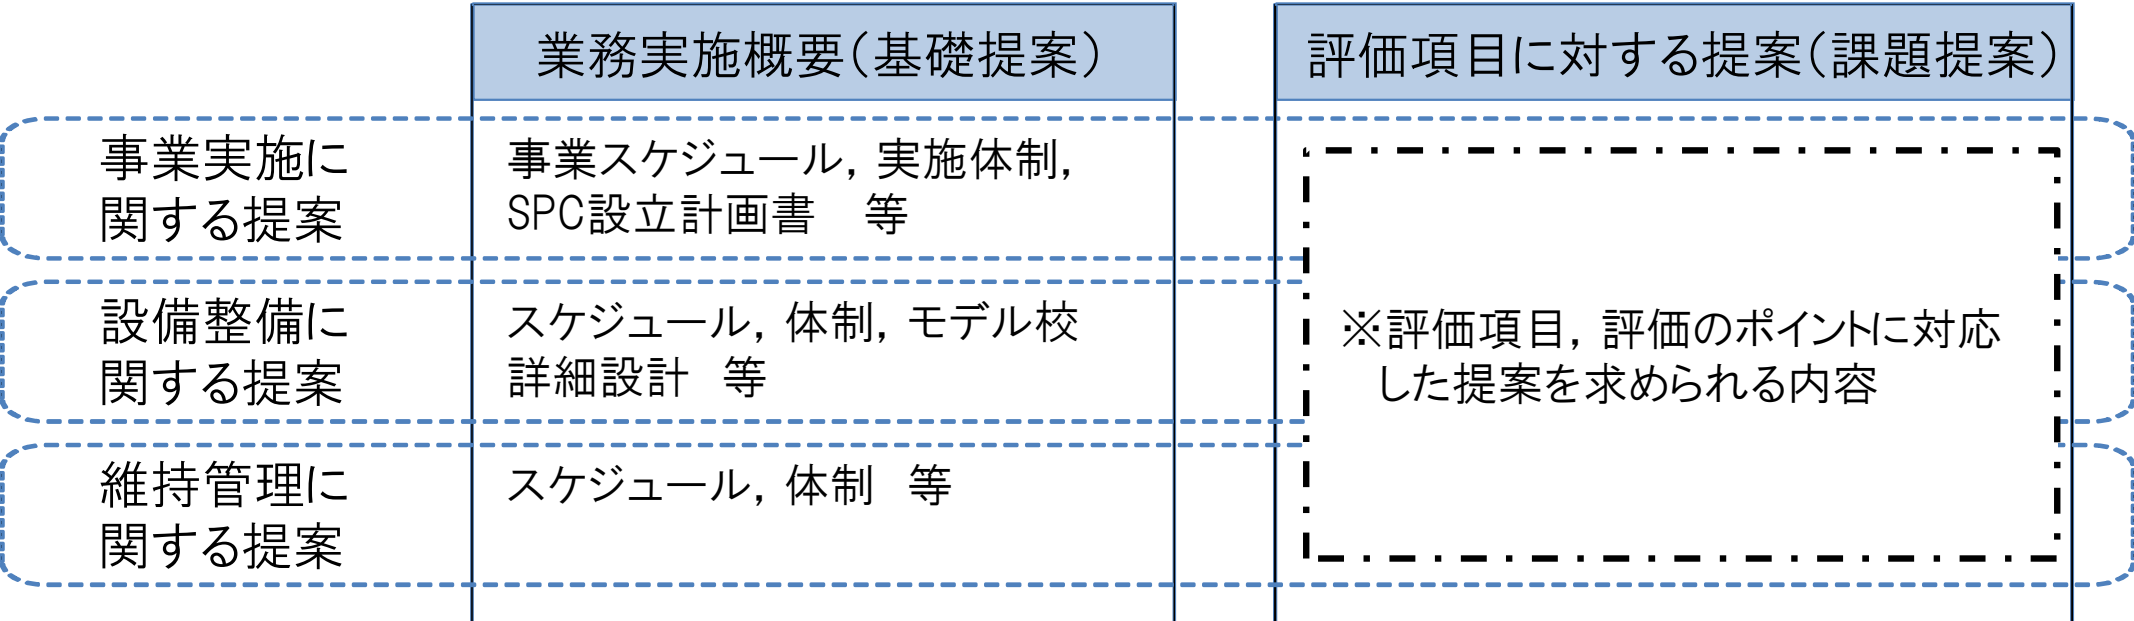 業務実施概要（基礎提案）
評価項目に対する提案（課題提案）
事業実施に
関する提案
事業スケジュール，実施体制，
SPC設立計画書　等
設備整備に
関する提案
スケジュール，体制，モデル校
詳細設計　等
※評価項目，評価のポイントに対応
した提案を求められる内容
維持管理に
関する提案
スケジュール，体制　等